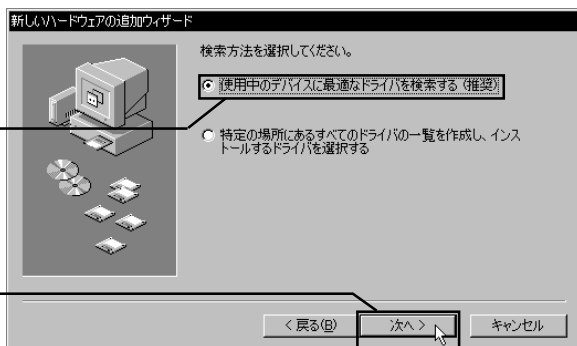 新しいハードウェアの追加ウィザード
検索方法を選択してください。
使用中のデバイスに最適なドライバを検索する (推奨)
特定の場所にあるすべてのドライバの一覧を作成し、インス
トールするドライバを選択する
< 戻る(B)
次へ >
キャンセル